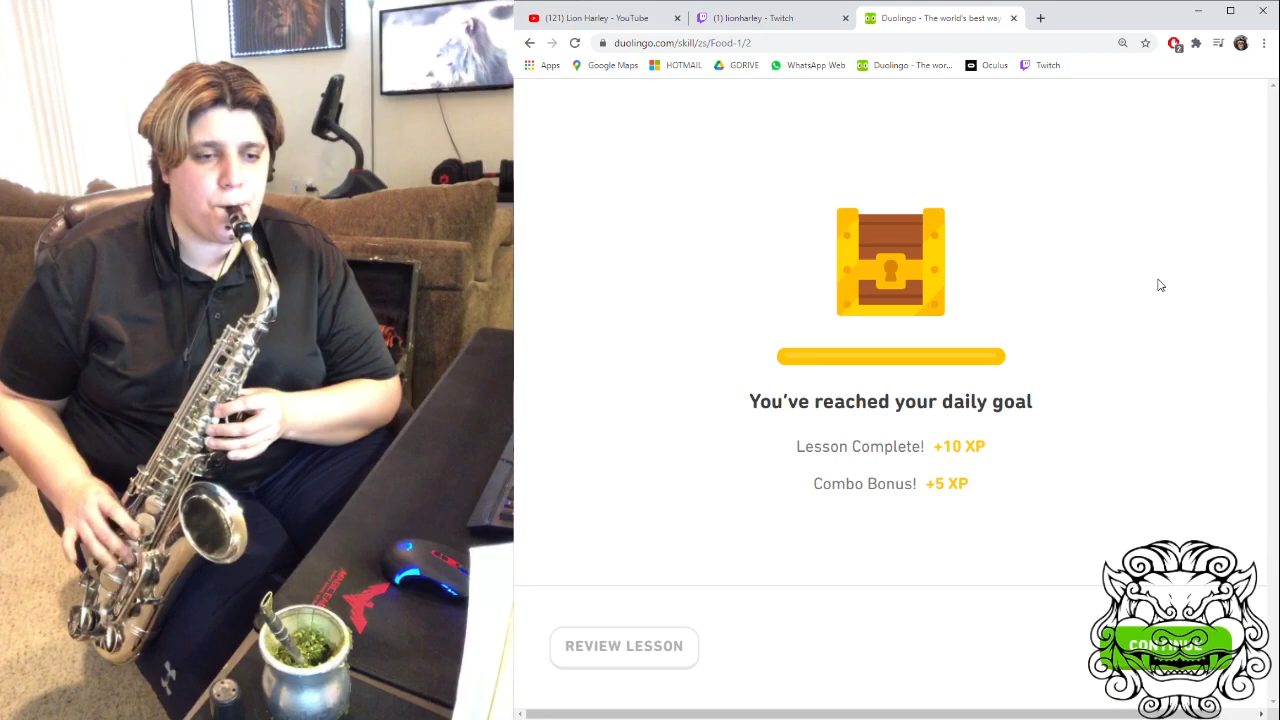 (121) Lion Harley - YouTube
(1) lionharley - Twitch
Duolingo - The world's best way
duolingo.com/skill/zs/Food-1/2
2
Apps
Google Maps
HOTMAIL
GDRIVE
WhatsApp Web
Duolingo - The wor...
Oculus
Twitch
You've reached your daily goal
Lesson Complete! +10 XP
Combo Bonus! +5 XP
REVIEW LESSON
CONTINUE